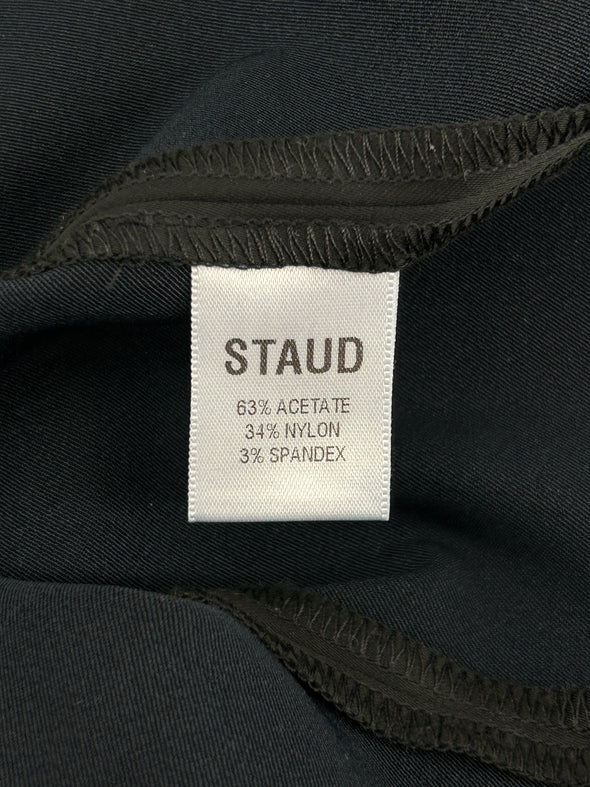 STAUD
63% ACETATE
34% NYLON
3% SPANDEX